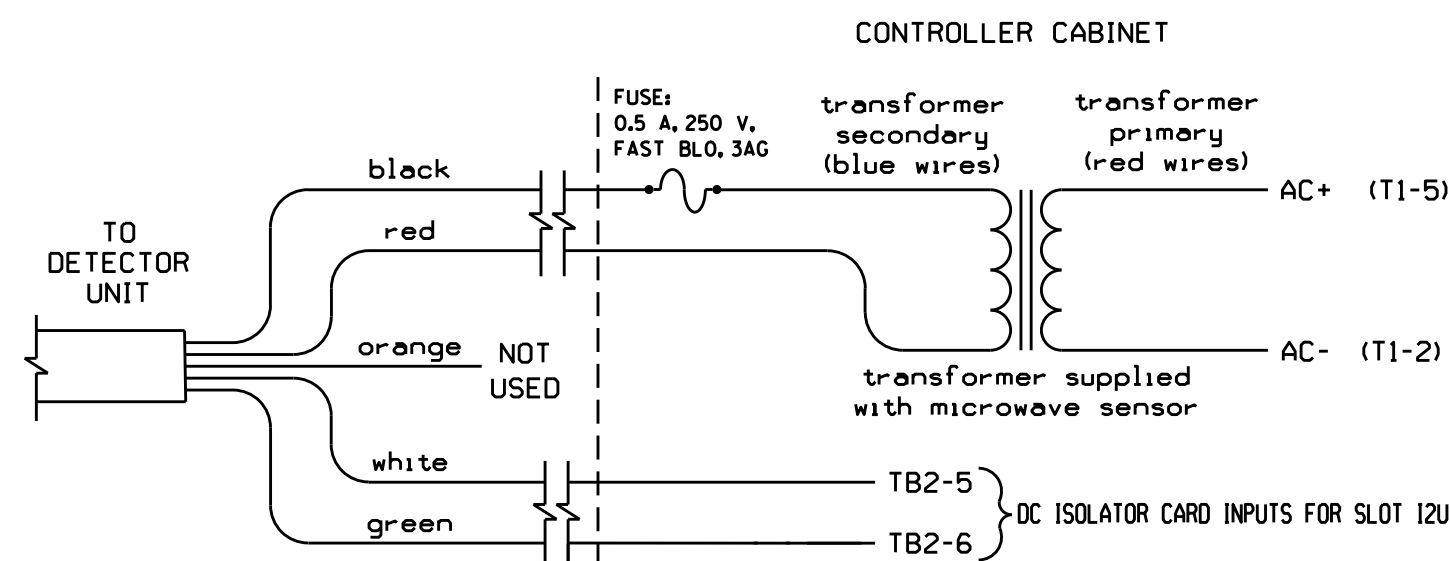 CONTROLLER CABINET
FUSE:
0.5 A, 250 V,
FAST BLO, 3AG
transformer
secondary
(blue wires)
transformer
primary
(red wires)
black
AC+ (T1-5)
red
TO
DETECTOR
UNIT
orange
NOT
USED
AC- (T1-2)
transformer supplied
with microwave sensor
white
TB2-5
DC ISOLATOR CARD INPUTS FOR SLOT I2U
green
TB2-6